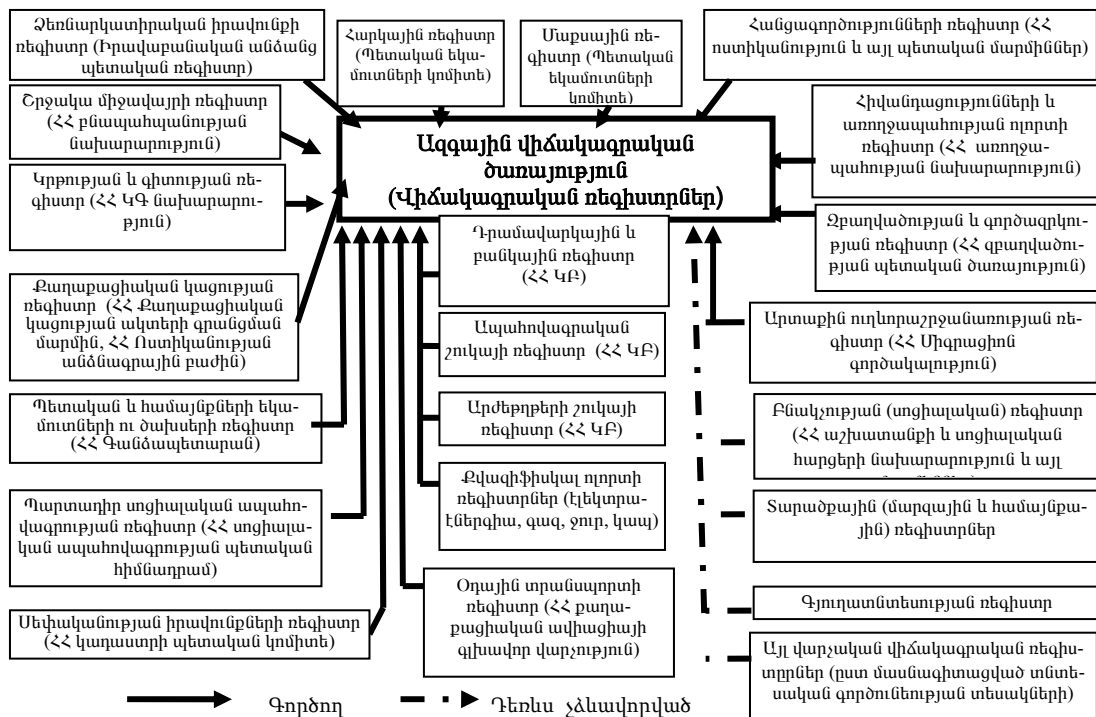 Ձեռնարկատիրական իրավունքի
ռեգիստր (Իրավաբանական անձանց
պետական ռեգիստր)
Հարկային ռեգիստր
(Պետական եկա-
մուտների կոմիտե)
Մաքսային ռե-
գիստր (Պետական
եկամուտների
կոմիտե)
Հանցագործությունների ռեգիստր (ՀՀ
ոստիկանություն և այլ պետական մարմիններ)
Շրջակա միջավայրի ռեգիստր
(ՀՀ բնապահպանության
նախարարություն)
Ազգային վիճակագրական
ծառայություն
(Վիճակագրական ռեգիստրներ)
Հիվանդացությունների և
առողջապահության ոլորտի
ռեգիստր (ՀՀ առողջա-
պահության նախարարություն)
Կրթության և գիտության ռե-
գիստր (ՀՀ ԿԳ նախարարու-
թյուն)
Զբաղվածության և գործազրկու-
թյան ռեգիստր (ՀՀ զբաղվածու-
թյան պետական ծառայություն)
Դրամավարկային և
բանկային ռեգիստր
(ՀՀ ԿԲ)
Քաղաքացիական կացության
ռեգիստր (ՀՀ Քաղաքացիական
կացության ակտերի գրանցման
մարմին, ՀՀ Ոստիկանության
անձնագրային բաժին)
Ապահովագրական
շուկայի ռեգիստր (ՀՀ ԿԲ)
Արտաքին ուղևորաշրջանառության ռե-
գիստր (ՀՀ Միգրացիոն
գործակալություն)
Պետական և համայնքների եկա-
մուտների ու ծախսերի ռեգիստր
(ՀՀ Գանձապետարան)
Արժեթղթերի շուկայի
ռեգիստր (ՀՀ ԿԲ)
Բնակչության (սոցիալական) ռեգիստր
(ՀՀ աշխատանքի և սոցիալական
հարցերի նախարարություն և այլ
Քվազիֆիսկալ ոլորտի
ռեգիստրներ (էլեկտրա-
էներգիա, գազ, ջուր, կապ)
Պարտադիր սոցիալական ապահո-
վագրության ռեգիստր (ՀՀ սոցիալա-
կան ապահովագրության պետական
հիմնադրամ)
Տարածքային (մարզային և համայնքա-
յին) ռեգիստրներ
Օդային տրանսպորտի
ռեգիստր (ՀՀ քաղա-
քացիական ավիացիայի
գլխավոր վարչություն)
Գյուղատնտեսության ռեգիստր
Սեփականության իրավունքների ռեգիստր
(ՀՀ կադաստրի պետական կոմիտե)
Այլ վարչական վիճակագրական ռեգիս-
տրներ (ըստ մասնագիտացված տնտե-
սական գործունեության տեսակների)
Գործող
Դեռևս չձևավորված